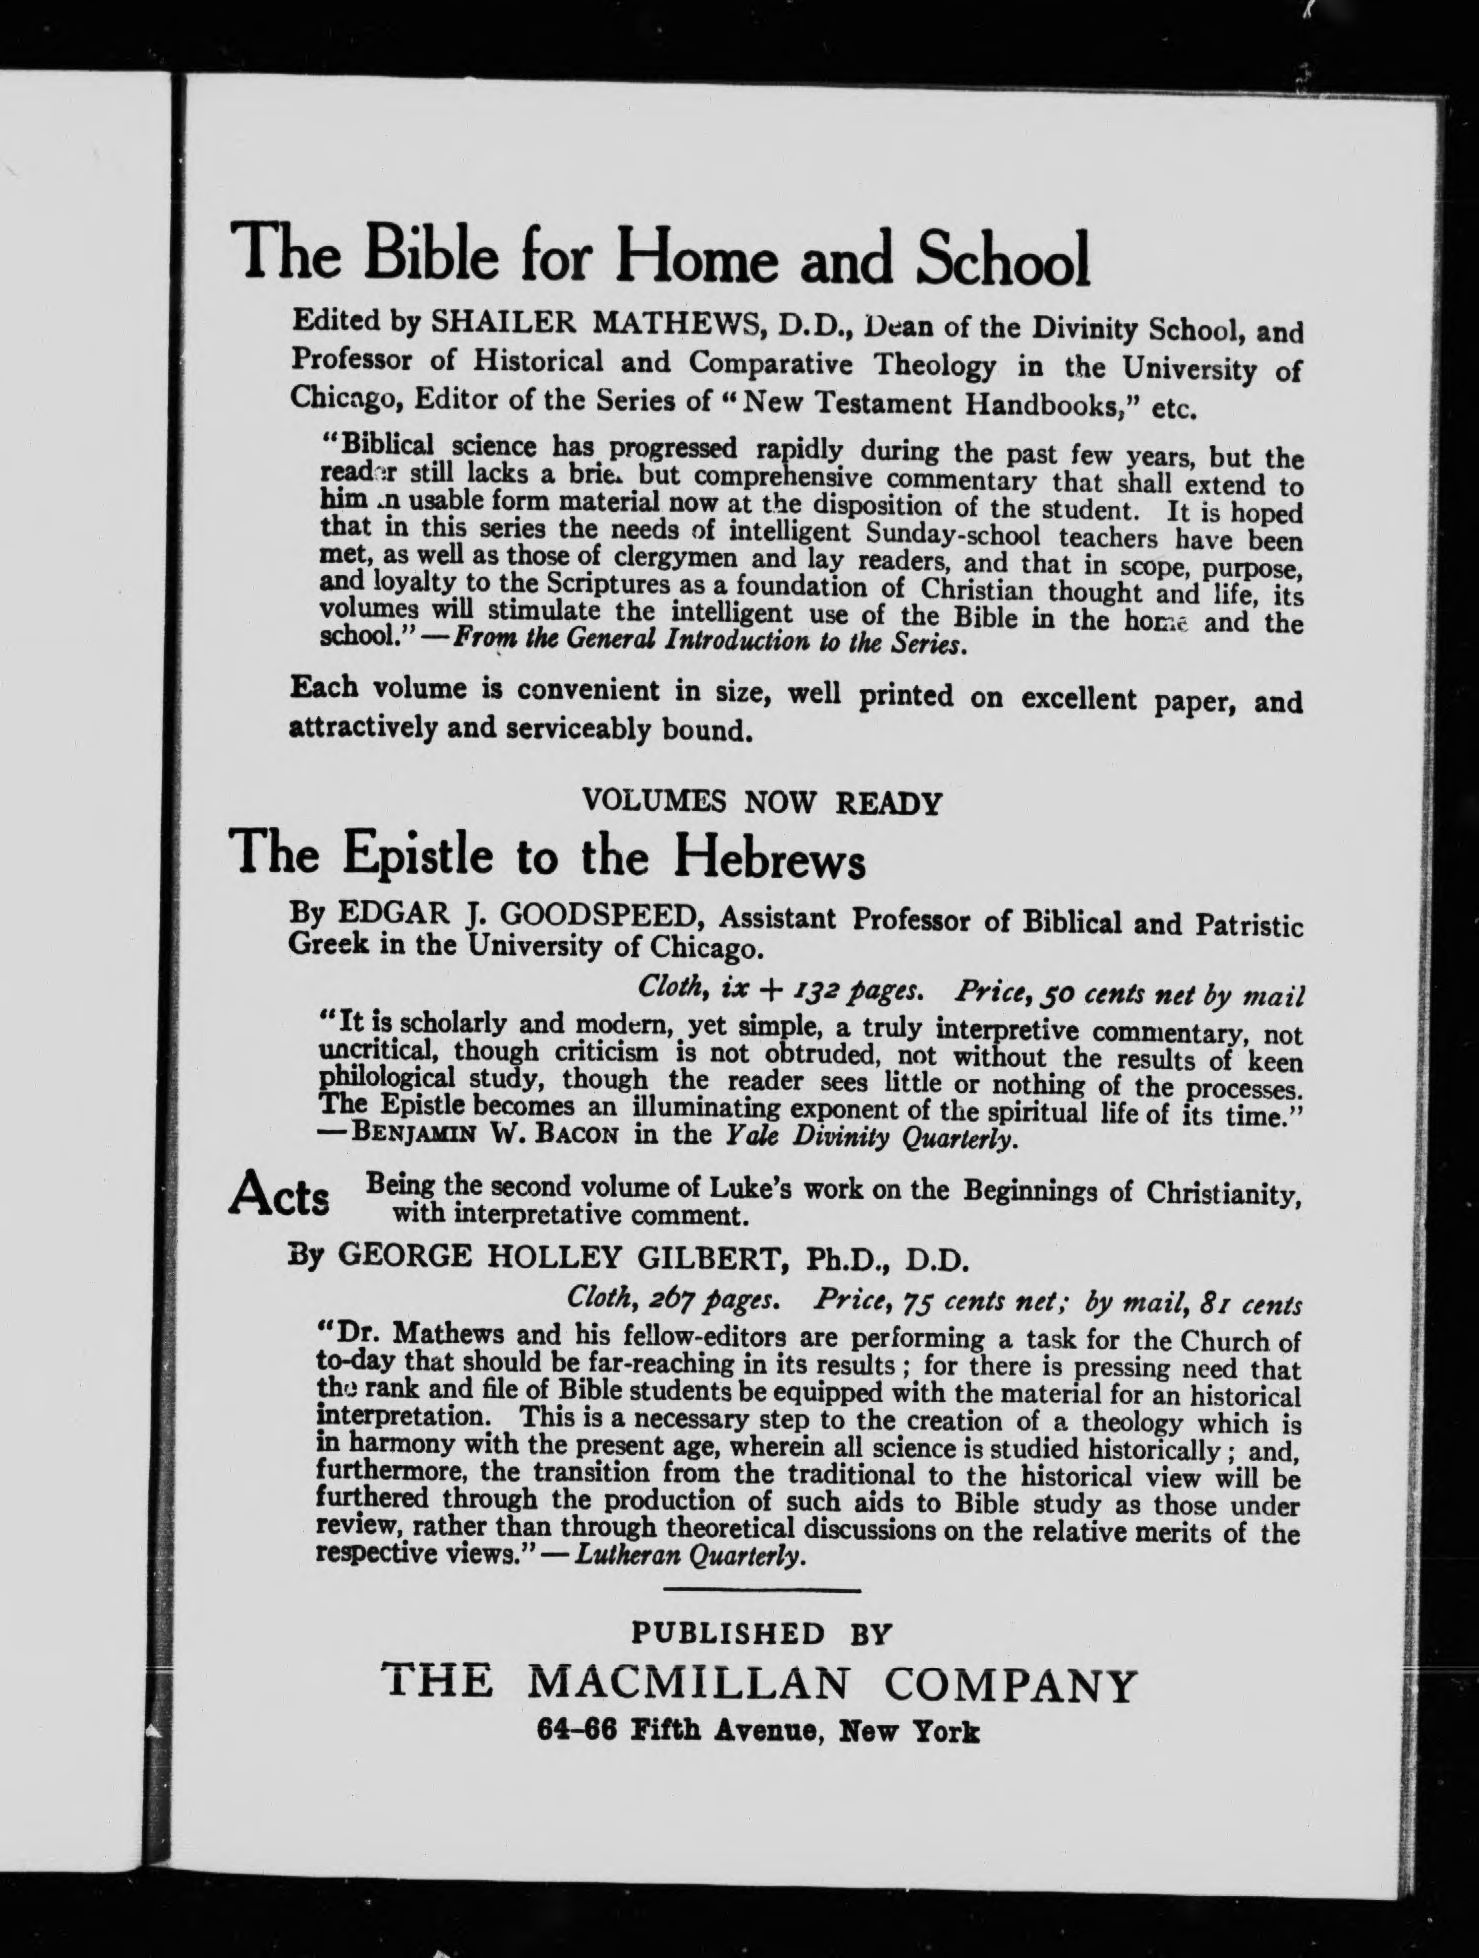 The Bible for Home and School
Edited by SHAILER MATHEWS, D.D., Dean of the Divinity School, and
Professor of Historical and Comparative Theology in the University of
Chicago, Editor of the Series of “New Testament Handbooks,” etc.
“Biblical science has progressed rapidly during the past few years, but the
reader still lacks a brief but comprehensive commentary that shall extend to
him in usable form material now at the disposition of the student. It is hoped
that in this series the needs of intelligent Sunday-school teachers have been
met, as well as those of clergymen and lay readers, and that in scope, purpose,
and loyalty to the Scriptures as a foundation of Christian thought and life, its
volumes will stimulate the intelligent use of the Bible in the home and the
school.”—From the General Introduction to the Series.
Each volume is convenient in size, well printed on excellent paper, and
attractively and serviceably bound.
VOLUMES NOW READY
The Epistle to the Hebrews
By EDGAR J. GOODSPEED, Assistant Professor of Biblical and Patristic
Greek in the University of Chicago.
Cloth, ix + 132 pages. Price, 50 cents net by mail
“It is scholarly and modern, yet simple, a truly interpretive commentary, not
uncritical, though criticism is not obtruded, not without the results of keen
philological study, though the reader sees little or nothing of the processes.
The Epistle becomes an illuminating exponent of the spiritual life of its time.”
—BENJAMIN W. BACON in the Yale Divinity Quarterly.
Acts Being the second volume of Luke’s work on the Beginnings of Christianity,
with interpretative comment.
By GEORGE HOLLEY GILBERT, Ph.D., D.D.
Cloth, 267 pages. Price, 75 cents net; by mail, 81 cents
“Dr. Mathews and his fellow-editors are performing a task for the Church of
to-day that should be far-reaching in its results; for there is pressing need that
the rank and file of Bible students be equipped with the material for an historical
interpretation. This is a necessary step to the creation of a theology which is
in harmony with the present age, wherein all science is studied historically; and,
furthermore, the transition from the traditional to the historical view will be
furthered through the production of such aids to Bible study as those under
review, rather than through theoretical discussions on the relative merits of the
respective views.”—Lutheran Quarterly.
PUBLISHED BY
THE MACMILLAN COMPANY
64–66 Fifth Avenue, New York